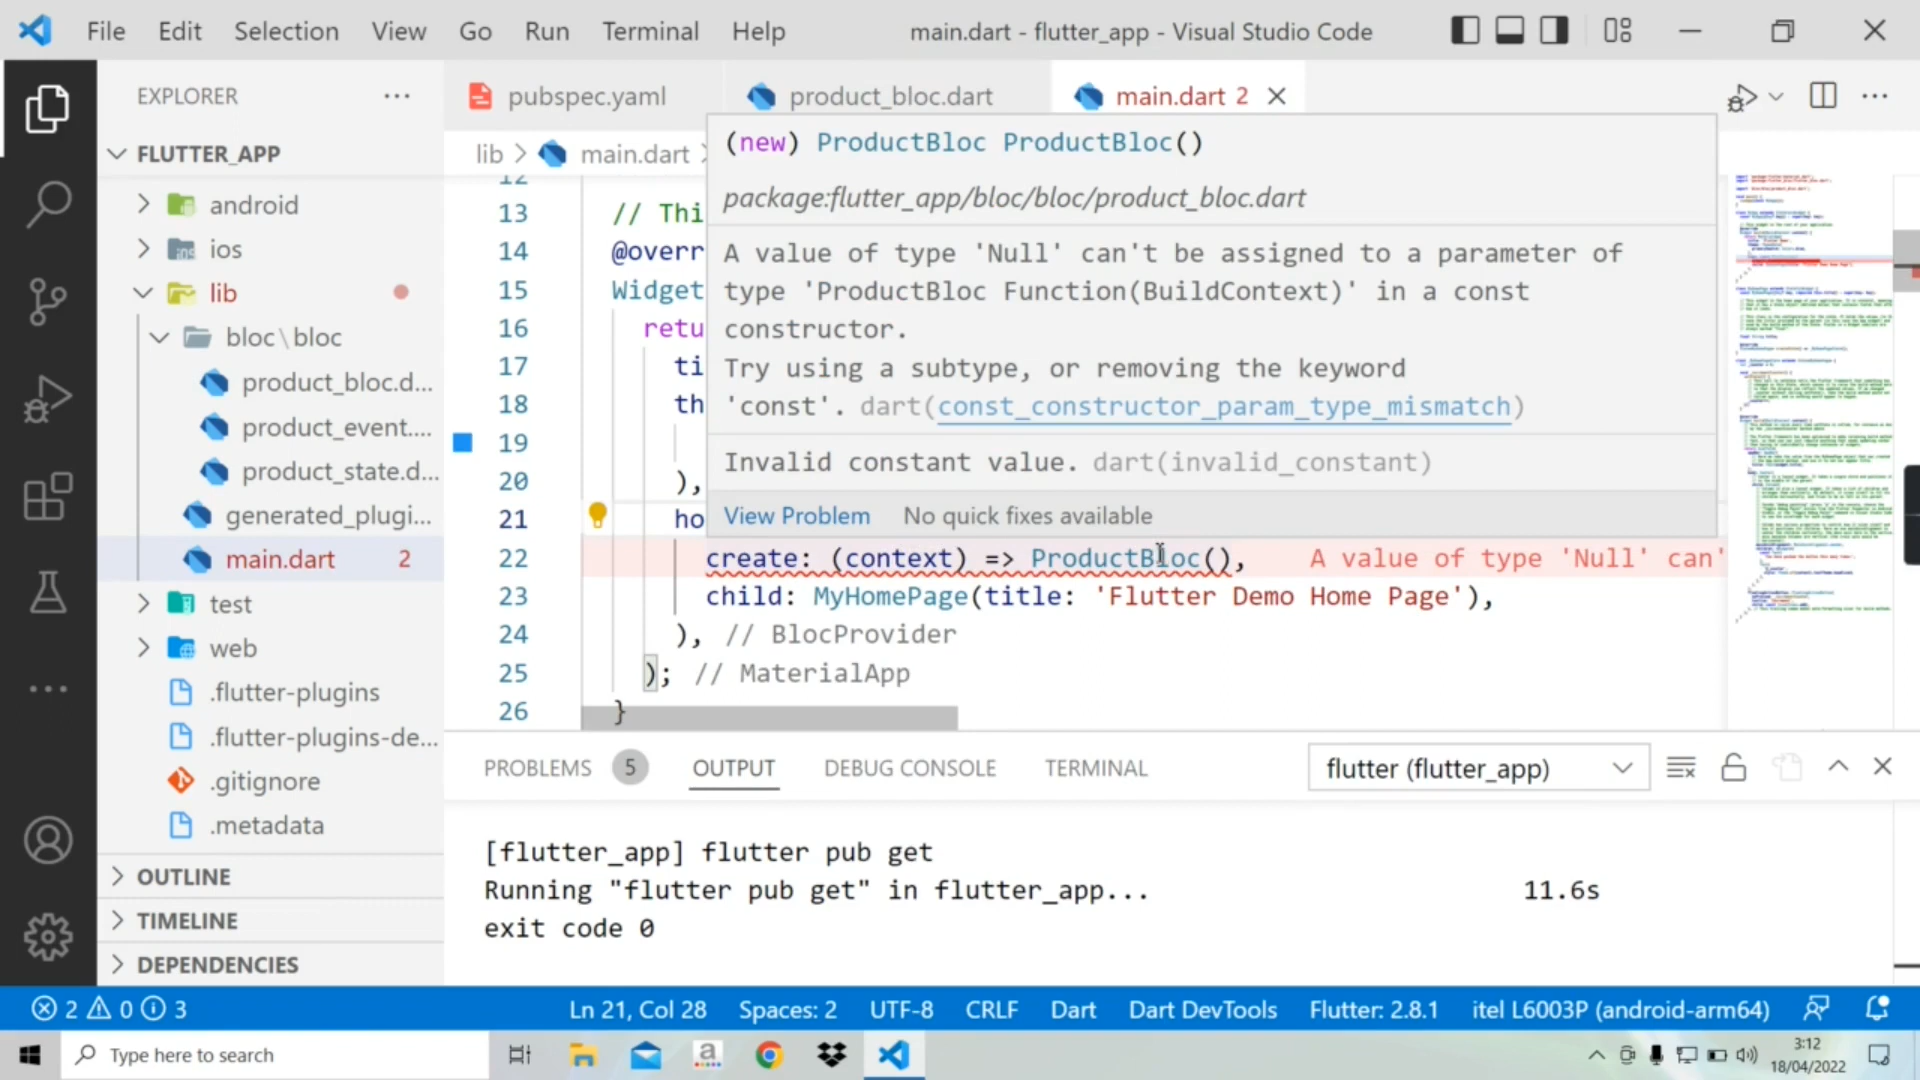 File Edit Selection View Go Run Terminal Help
main.dart - flutter_app - Visual Studio Code
EXPLORER
FLUTTER_APP
android
ios
lib
bloc\bloc
product_bloc.d...
product_event....
product_state.d...
generated_plugi...
main.dart 2
test
web
.flutter-plugins
.flutter-plugins-de...
.gitignore
.metadata
OUTLINE
TIMELINE
DEPENDENCIES
pubspec.yaml
product_bloc.dart
main.dart 2
lib > main.dart >
(new) ProductBloc ProductBloc()
package:flutter_app/bloc/bloc/product_bloc.dart
A value of type 'Null' can't be assigned to a parameter of
type 'ProductBloc Function(BuildContext)' in a const
constructor.
Try using a subtype, or removing the keyword
'const'. dart(const_constructor_param_type_mismatch)
Invalid constant value. dart(invalid_constant)
View Problem No quick fixes available
12
13 // Thi
14 @overr
15 Widget
16 retu
17 ti
18 th
19
20 ),
21 ho
22 create: (context) => ProductBloc(), A value of type 'Null' can'
23 child: MyHomePage(title: 'Flutter Demo Home Page'),
24 ), // BlocProvider
25 ); // MaterialApp
26 }
PROBLEMS 5 OUTPUT DEBUG CONSOLE TERMINAL
flutter (flutter_app)
[flutter_app] flutter pub get
Running "flutter pub get" in flutter_app... 11.6s
exit code 0
2 0 3
Ln 21, Col 28 Spaces: 2 UTF-8 CRLF Dart Dart DevTools Flutter: 2.8.1 itel L6003P (android-arm64)
Type here to search
3:12
18/04/2022